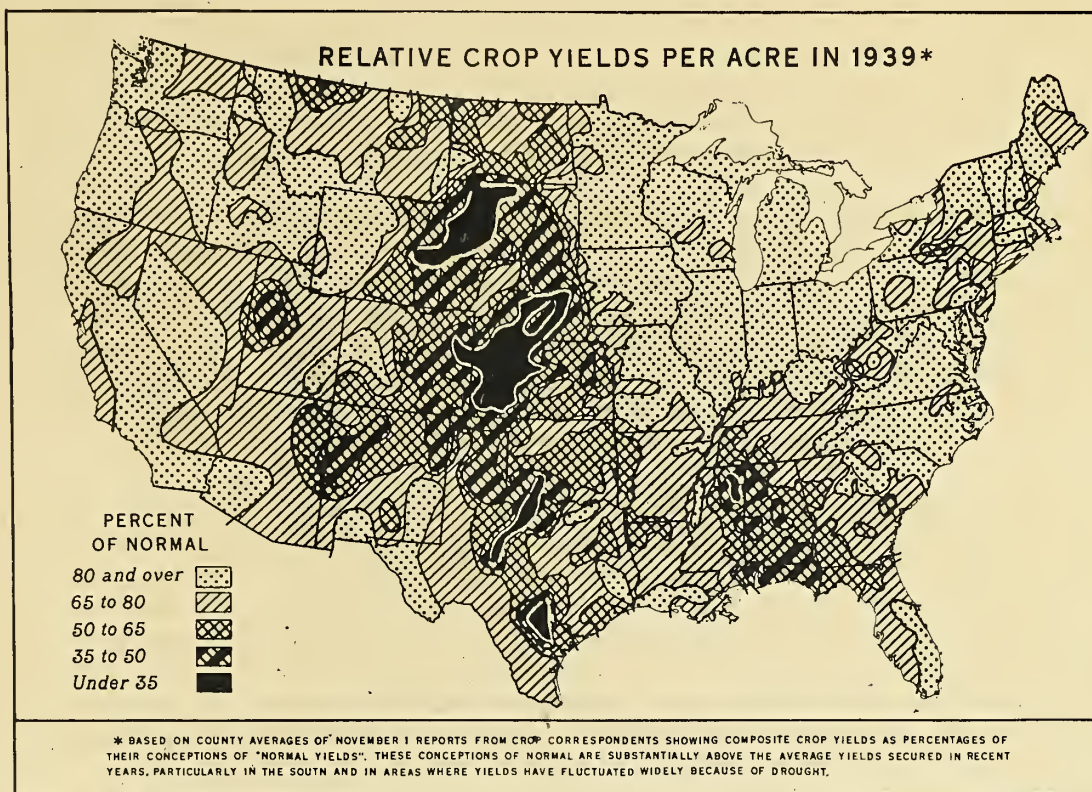 RELATIVE CROP YIELDS PER ACRE IN 1939*
PERCENT
OF NORMAL
80 and over
65 to 80
50 to 65
35 to 50
Under 35
* BASED ON COUNTY AVERAGES OF NOVEMBER 1 REPORTS FROM CROP CORRESPONDENTS SHOWING COMPOSITE CROP YIELDS AS PERCENTAGES OF
THEIR CONCEPTIONS OF "NORMAL YIELDS". THESE CONCEPTIONS OF NORMAL ARE SUBSTANTIALLY ABOVE THE AVERAGE YIELDS SECURED IN RECENT
YEARS, PARTICULARLY IN THE SOUTH AND IN AREAS WHERE YIELDS HAVE FLUCTUATED WIDELY BECAUSE OF DROUGHT.